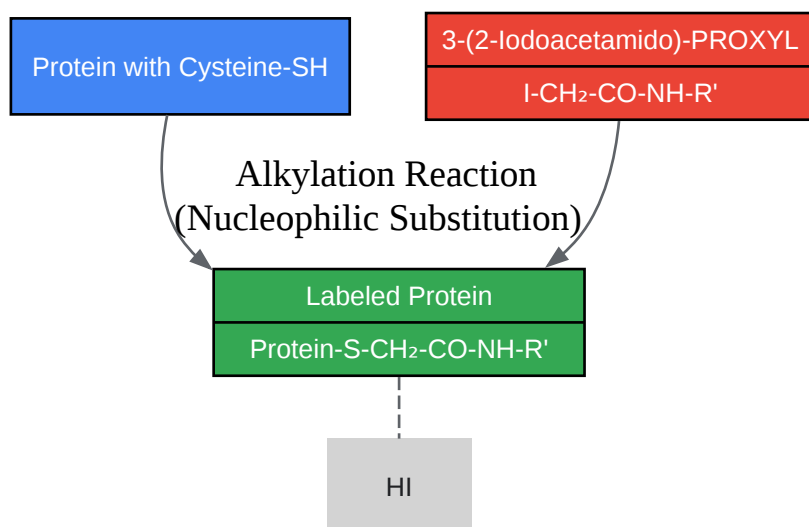 Protein with Cysteine-SH
3-(2-Iodoacetamido)-PROXYL
I-CH₂-CO-NH-R'
Alkylation Reaction
(Nucleophilic Substitution)
Labeled Protein
Protein-S-CH₂-CO-NH-R'
HI